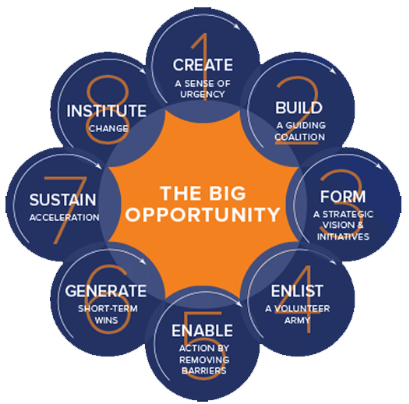 1
CREATE
A SENSE OF
URGENCY
2
BUILD
A GUIDING
COALITION
3
FORM
A STRATEGIC
VISION &
INITIATIVES
4
ENLIST
A VOLUNTEER
ARMY
5
ENABLE
ACTION BY
REMOVING
BARRIERS
6
GENERATE
SHORT-TERM
WINS
7
SUSTAIN
ACCELERATION
8
INSTITUTE
CHANGE
THE BIG
OPPORTUNITY